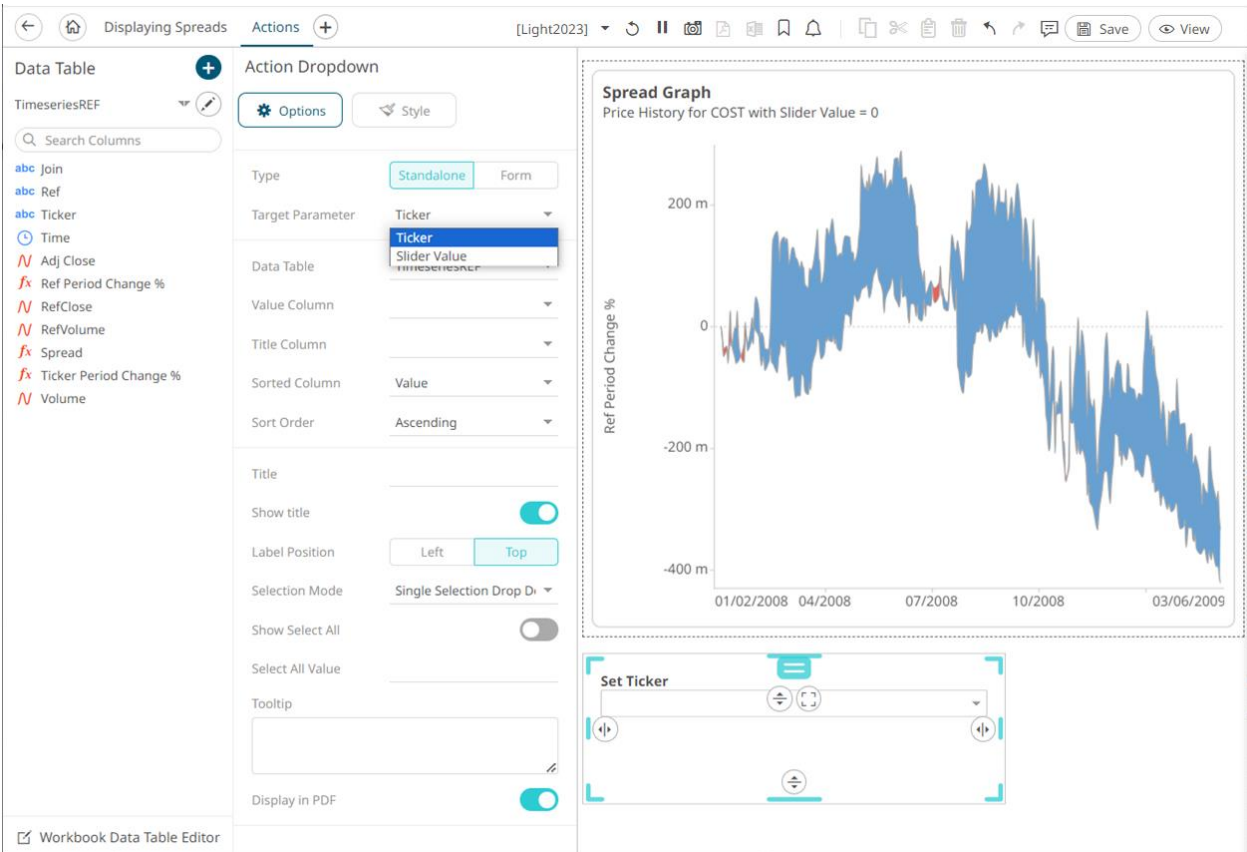 Displaying Spreads
Actions
[Light2023]
Save
View
Data Table
TimeseriesREF
Search Columns
abc Join
abc Ref
abc Ticker
Time
Adj Close
fx Ref Period Change %
RefClose
RefVolume
fx Spread
fx Ticker Period Change %
Volume
Workbook Data Table Editor
Action Dropdown
Options
Style
Type
Standalone
Form
Target Parameter
Ticker
Ticker
Slider Value
Data Table
TimeseriesREF
Value Column
Title Column
Sorted Column
Value
Sort Order
Ascending
Title
Show title
Label Position
Left
Top
Selection Mode
Single Selection Drop D
Show Select All
Select All Value
Tooltip
Display in PDF
Spread Graph
Price History for COST with Slider Value = 0
Ref Period Change %
200 m
0
-200 m
-400 m
01/02/2008
04/2008
07/2008
10/2008
03/06/2009
Set Ticker